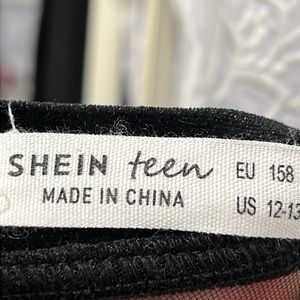 SHEIN teen EU 158
MADE IN CHINA US 12-13